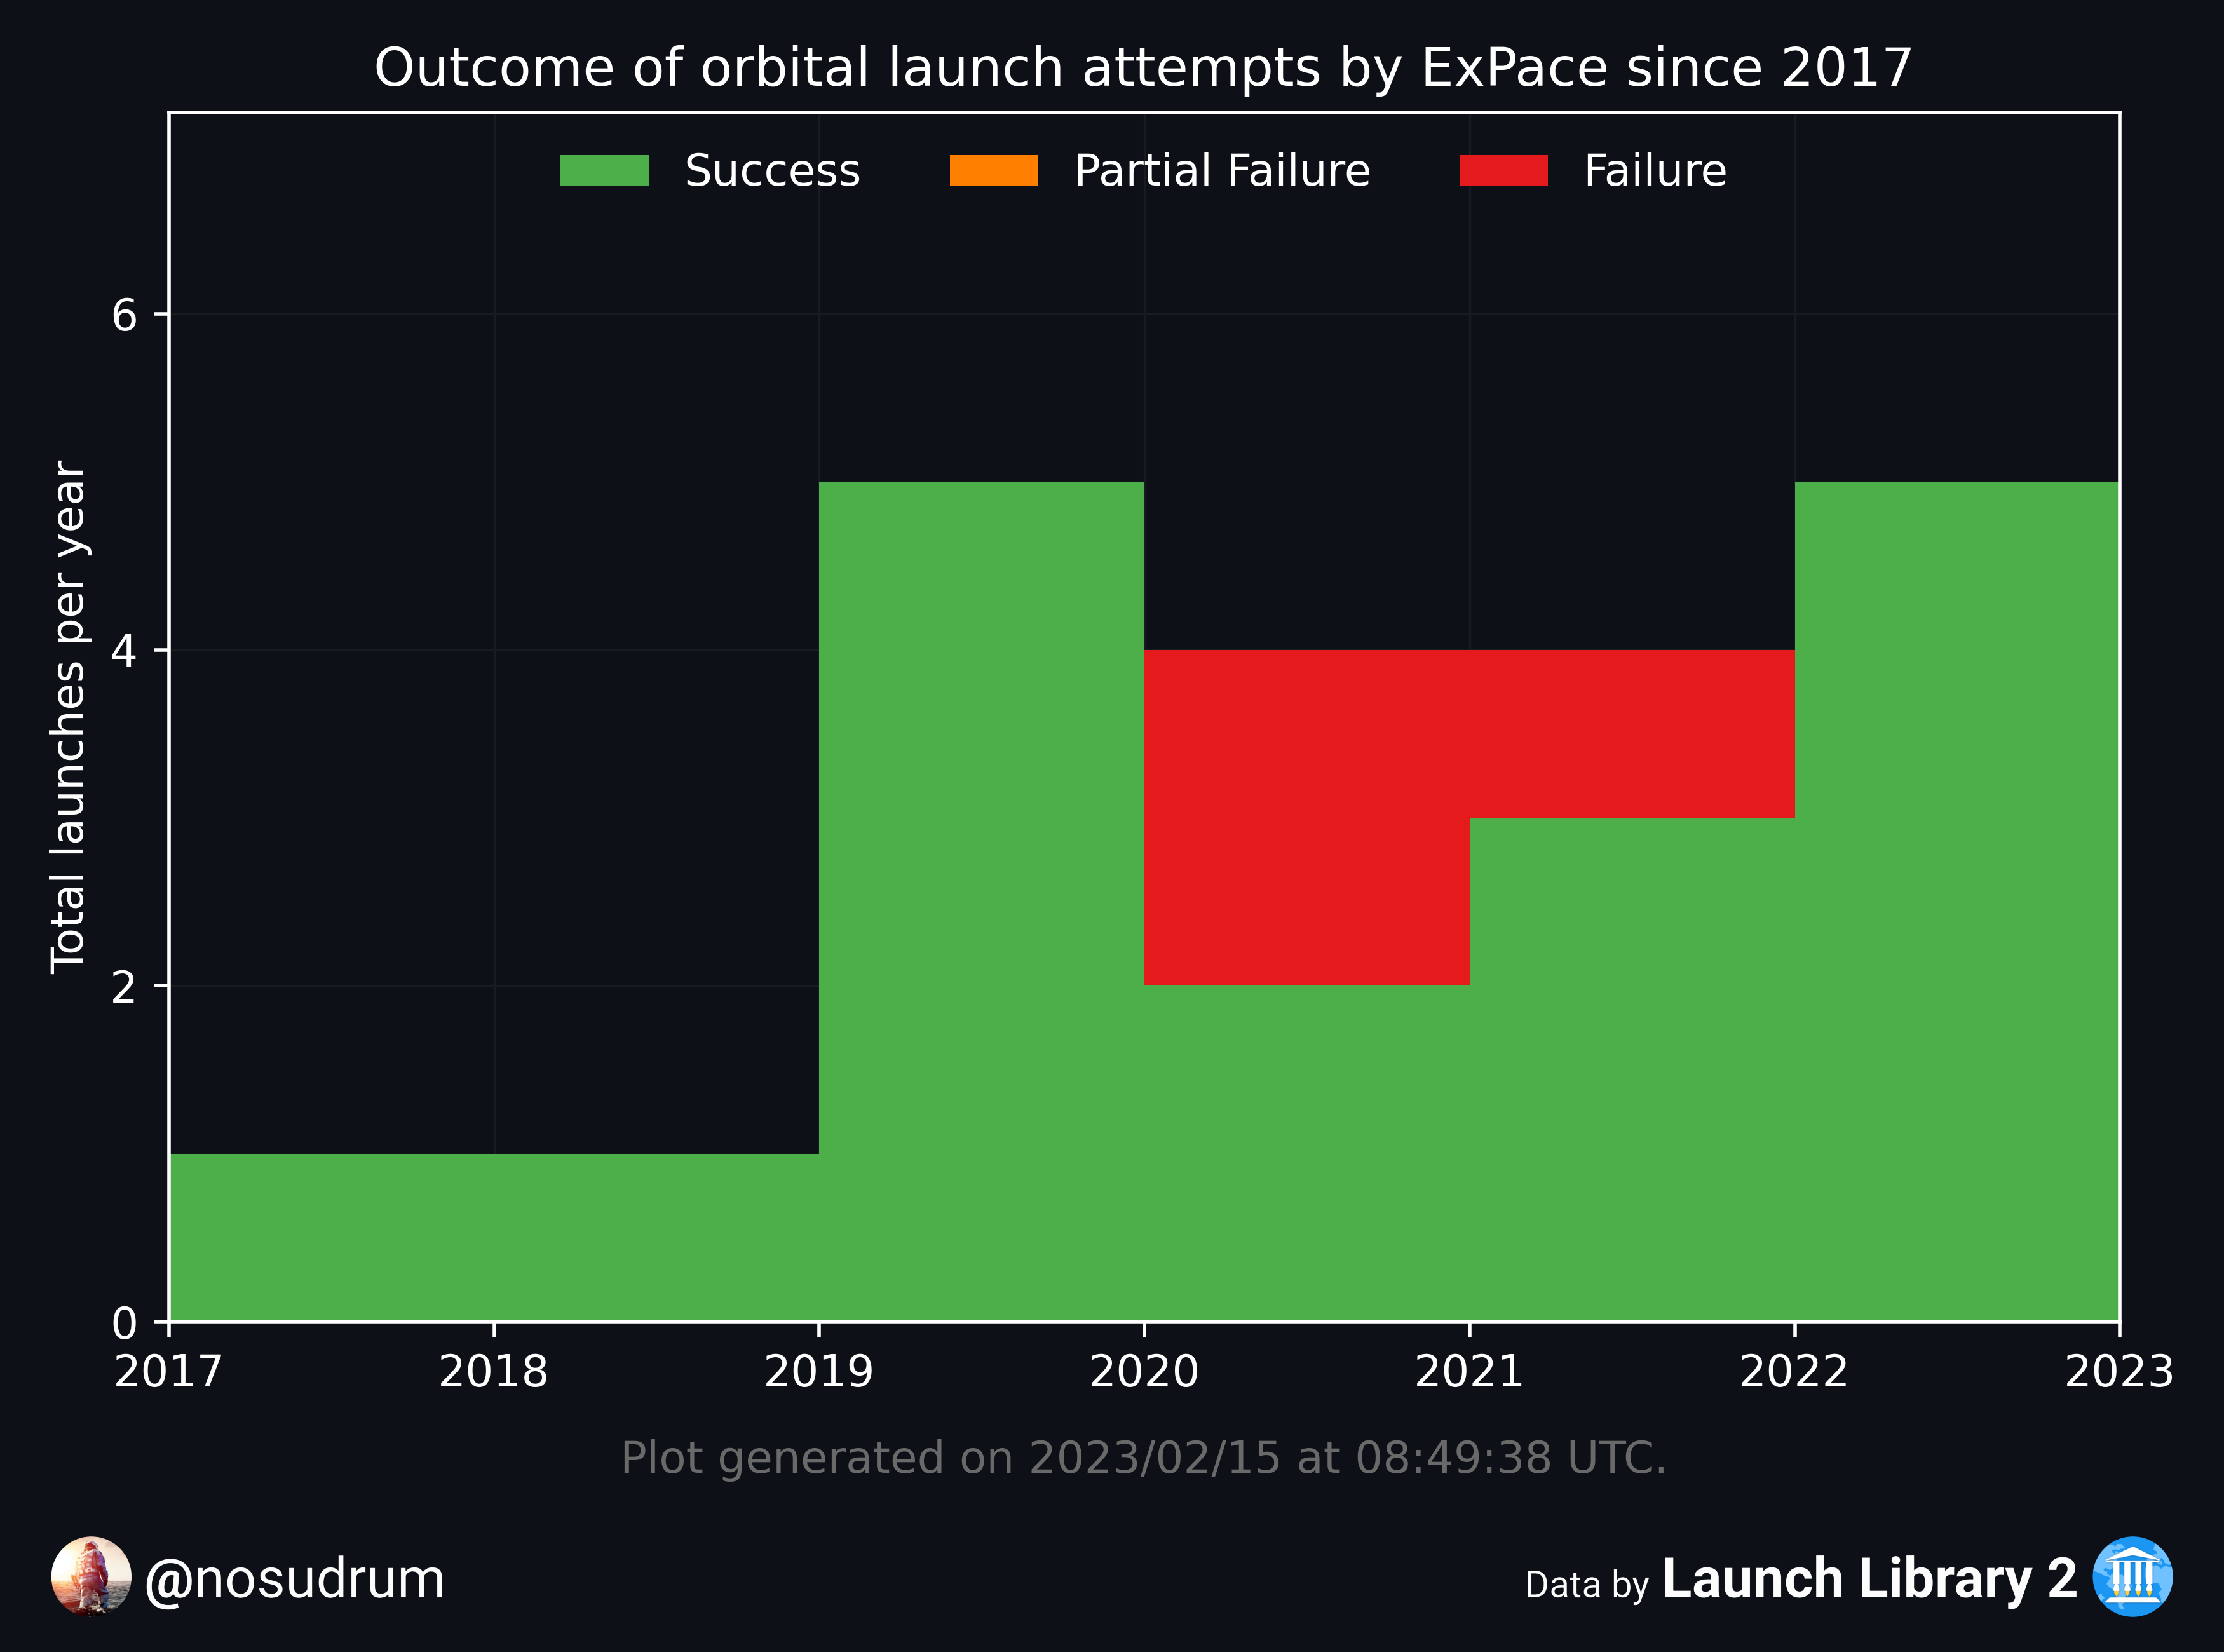 Outcome of orbital launch attempts by ExPace since 2017
Success Partial Failure Failure
Total launches per year
6
4
2
0
2017 2018 2019 2020 2021 2022 2023
Plot generated on 2023/02/15 at 08:49:38 UTC.
@nosudrum
Data by Launch Library 2